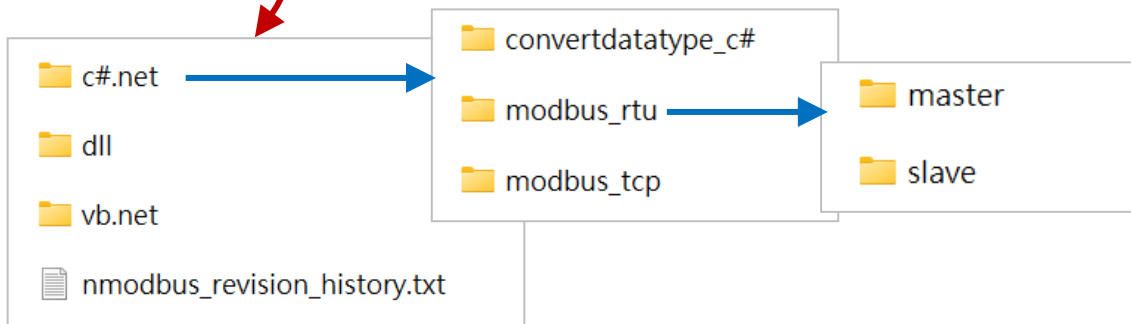 c#.net
dll
vb.net
nmodbus_revision_history.txt
convertdatatype_c#
modbus_rtu
modbus_tcp
master
slave